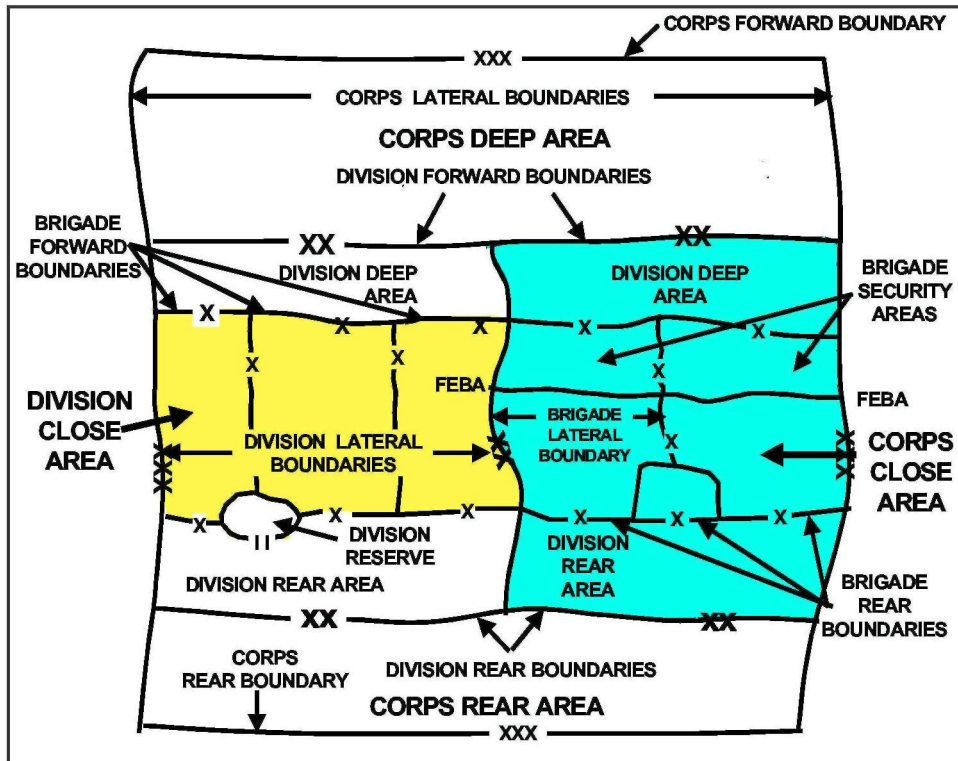 CORPS FORWARD BOUNDARY
XXX
CORPS LATERAL BOUNDARIES
CORPS DEEP AREA
DIVISION FORWARD BOUNDARIES
BRIGADE
FORWARD
BOUNDARIES
XX
XX
DIVISION DEEP
AREA
DIVISION DEEP
AREA
BRIGADE
SECURITY
AREAS
X
X
X
X
X
X
X
X
FEBA
FEBA
DIVISION
CLOSE
AREA
DIVISION LATERAL
BOUNDARIES
BRIGADE
LATERAL
BOUNDARY
X
XX
XX
XX
CORPS
CLOSE
AREA
X
X
X
X
X
X
II
DIVISION
RESERVE
DIVISION REAR AREA
DIVISION
REAR
AREA
BRIGADE
REAR
BOUNDARIES
XX
XX
CORPS
REAR BOUNDARY
DIVISION REAR BOUNDARIES
CORPS REAR AREA
XXX